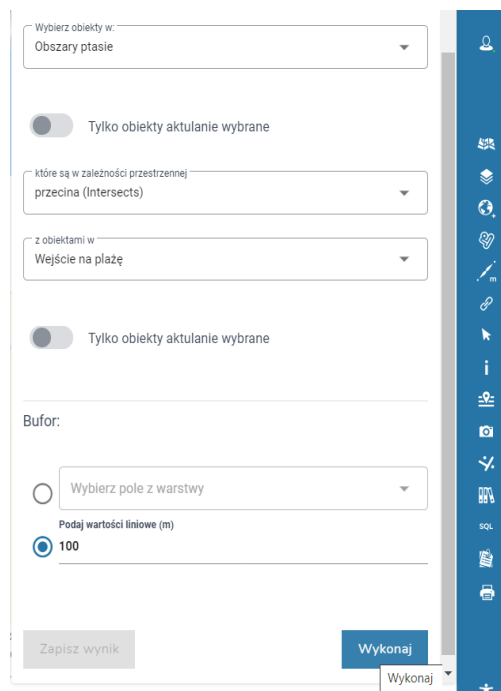 Wybierz obiekty w:
Obszary ptasie
Tylko obiekty aktulanie wybrane
które są w zależności przestrzennej
przecina (Intersects)
z obiektami w
Wejście na plażę
Tylko obiekty aktulanie wybrane
Bufor:
Wybierz pole z warstwy
Podaj wartości liniowe (m)
100
Zapisz wynik
Wykonaj
Wykonaj
m
SQL